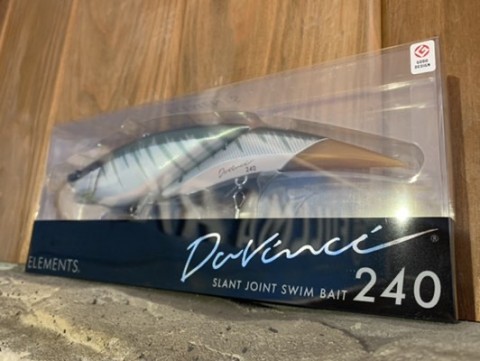 GOOD
DESIGN
DaVinci
240
ELEMENTS.
DaVinci ®
SLANT JOINT SWIM BAIT 240